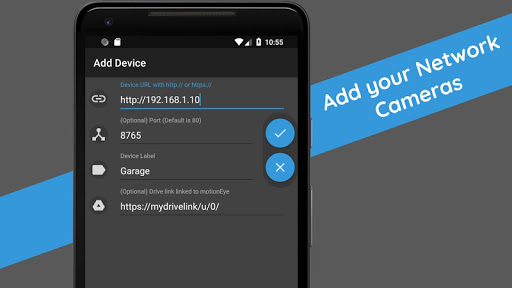 10:55
Add Device
Device URL with http:// or https://
http://192.168.1.10
(Optional) Port (Default is 80)
8765
Device Label
Garage
(Optional) Drive link linked to motionEye
https://mydrivelink/u/0/
Add your Network
Cameras